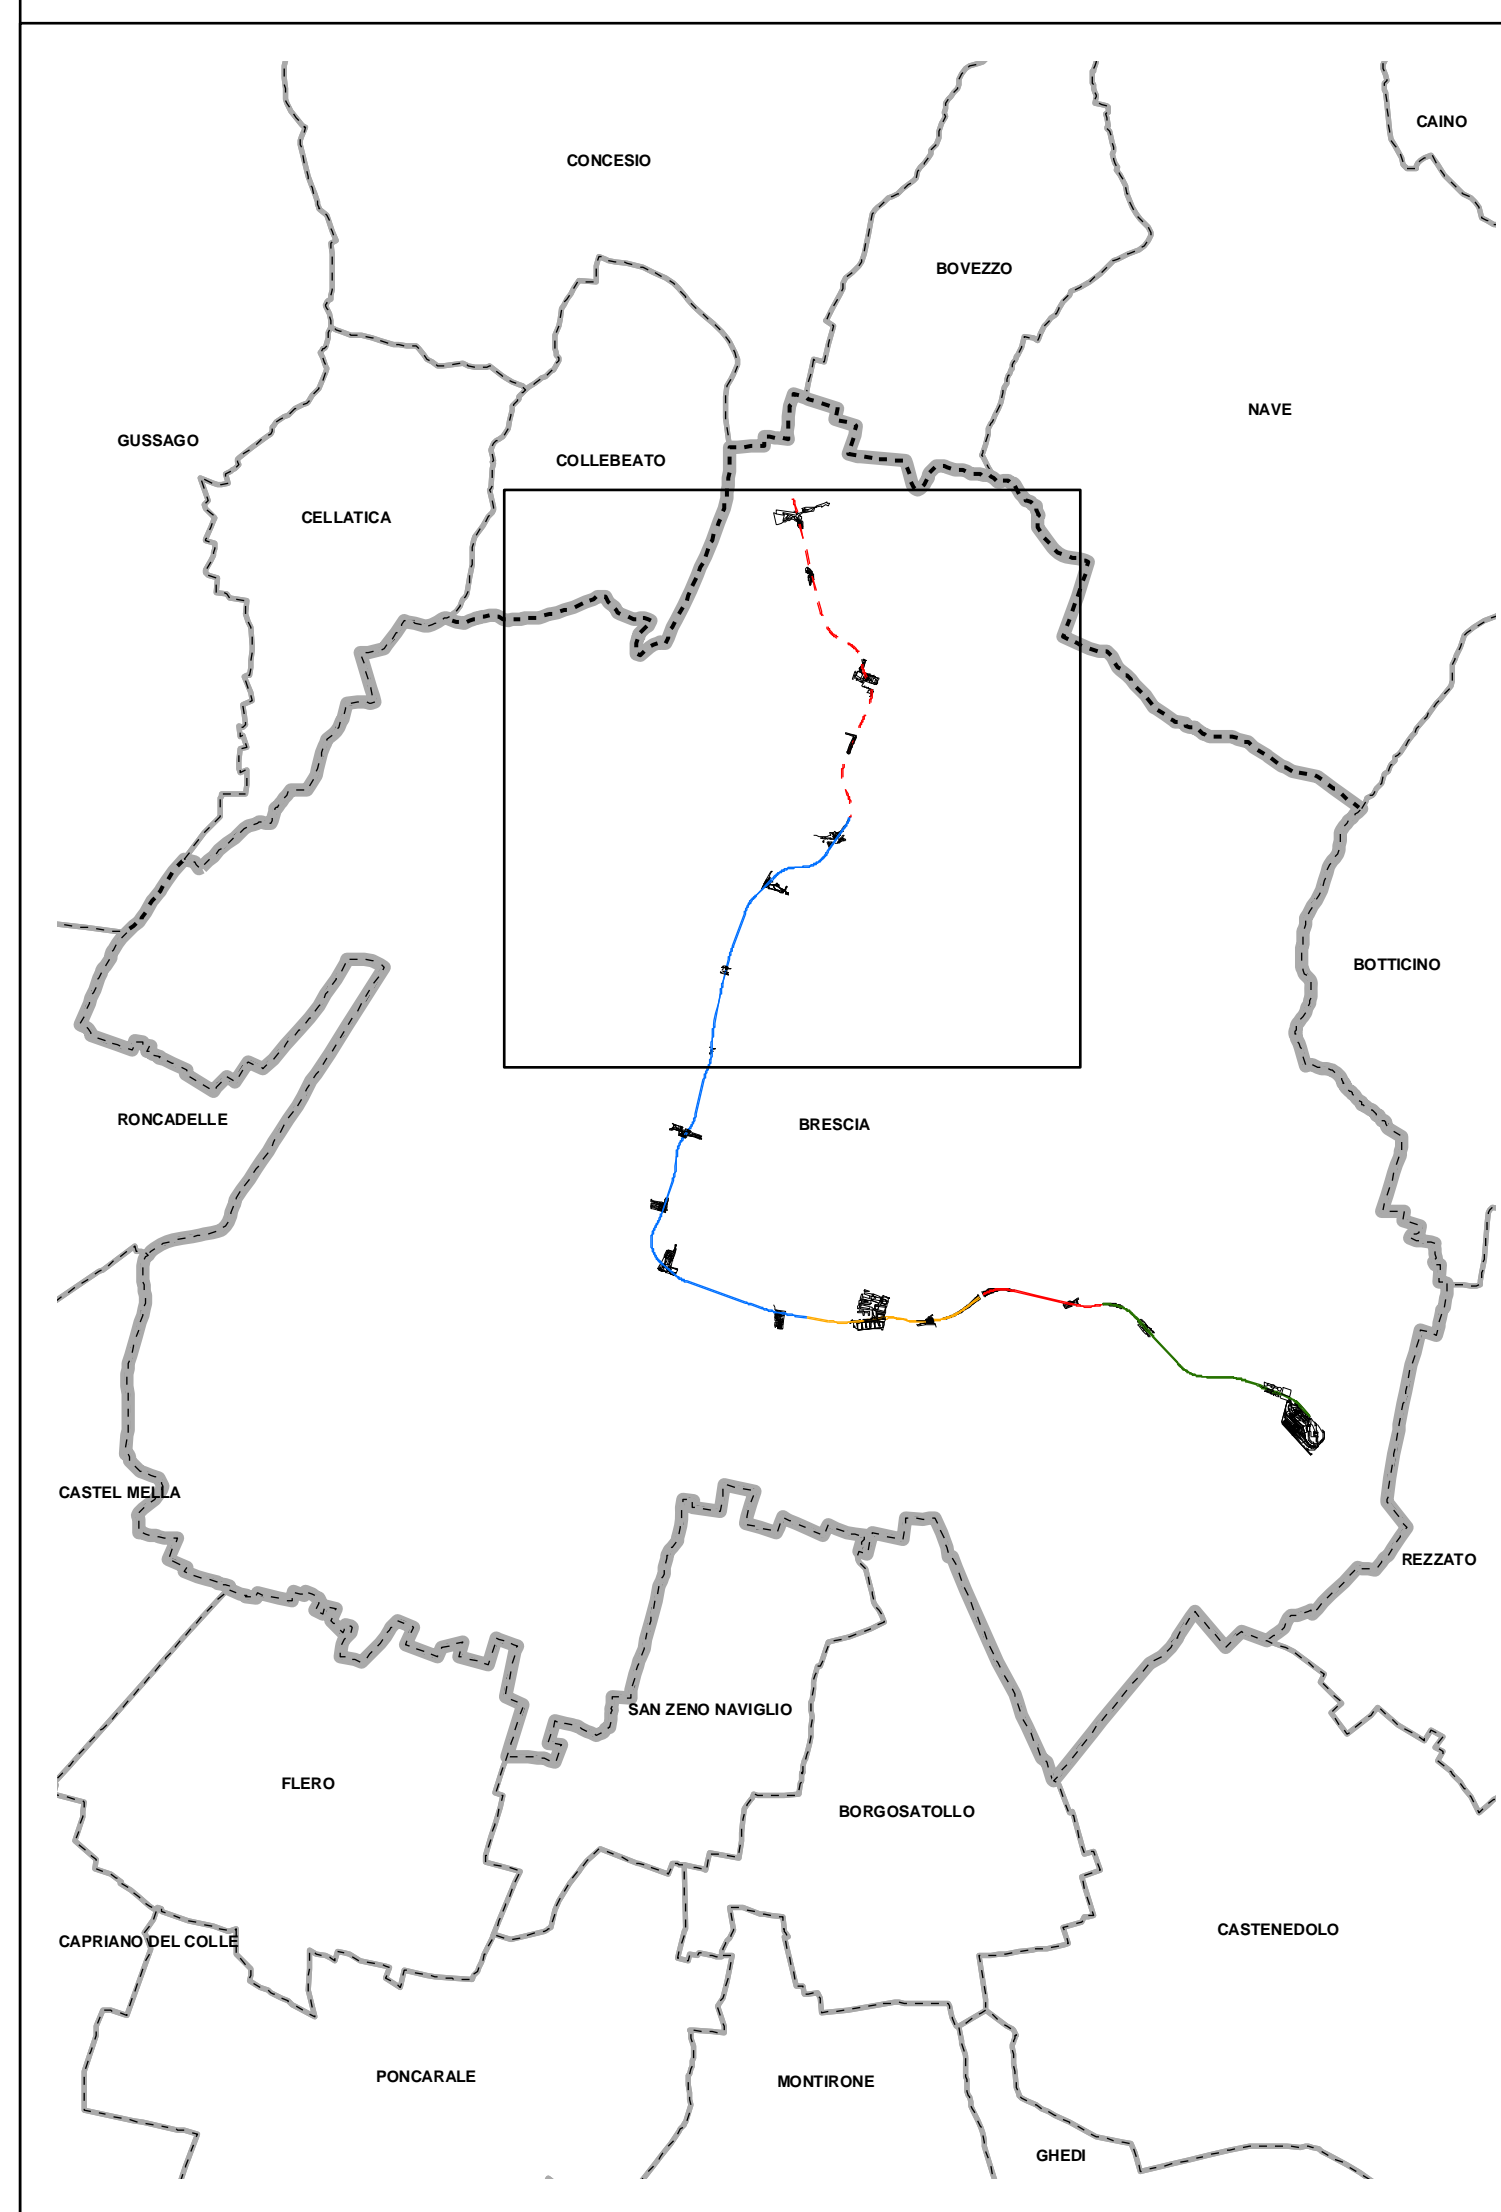 CAINO
CONCESIO
BOVEZZO
NAVE
GUSSAGO
COLLEBEATO
CELLATICA
BOTTICINO
RONCADELLE
BRESCIA
CASTEL MELLA
REZZATO
SAN ZENO NAVIGLIO
FLERO
BORGOSATOLLO
CASTENEDOLO
CAPRIANO DEL COLLE
PONCARALE
MONTIRONE
GHEDI